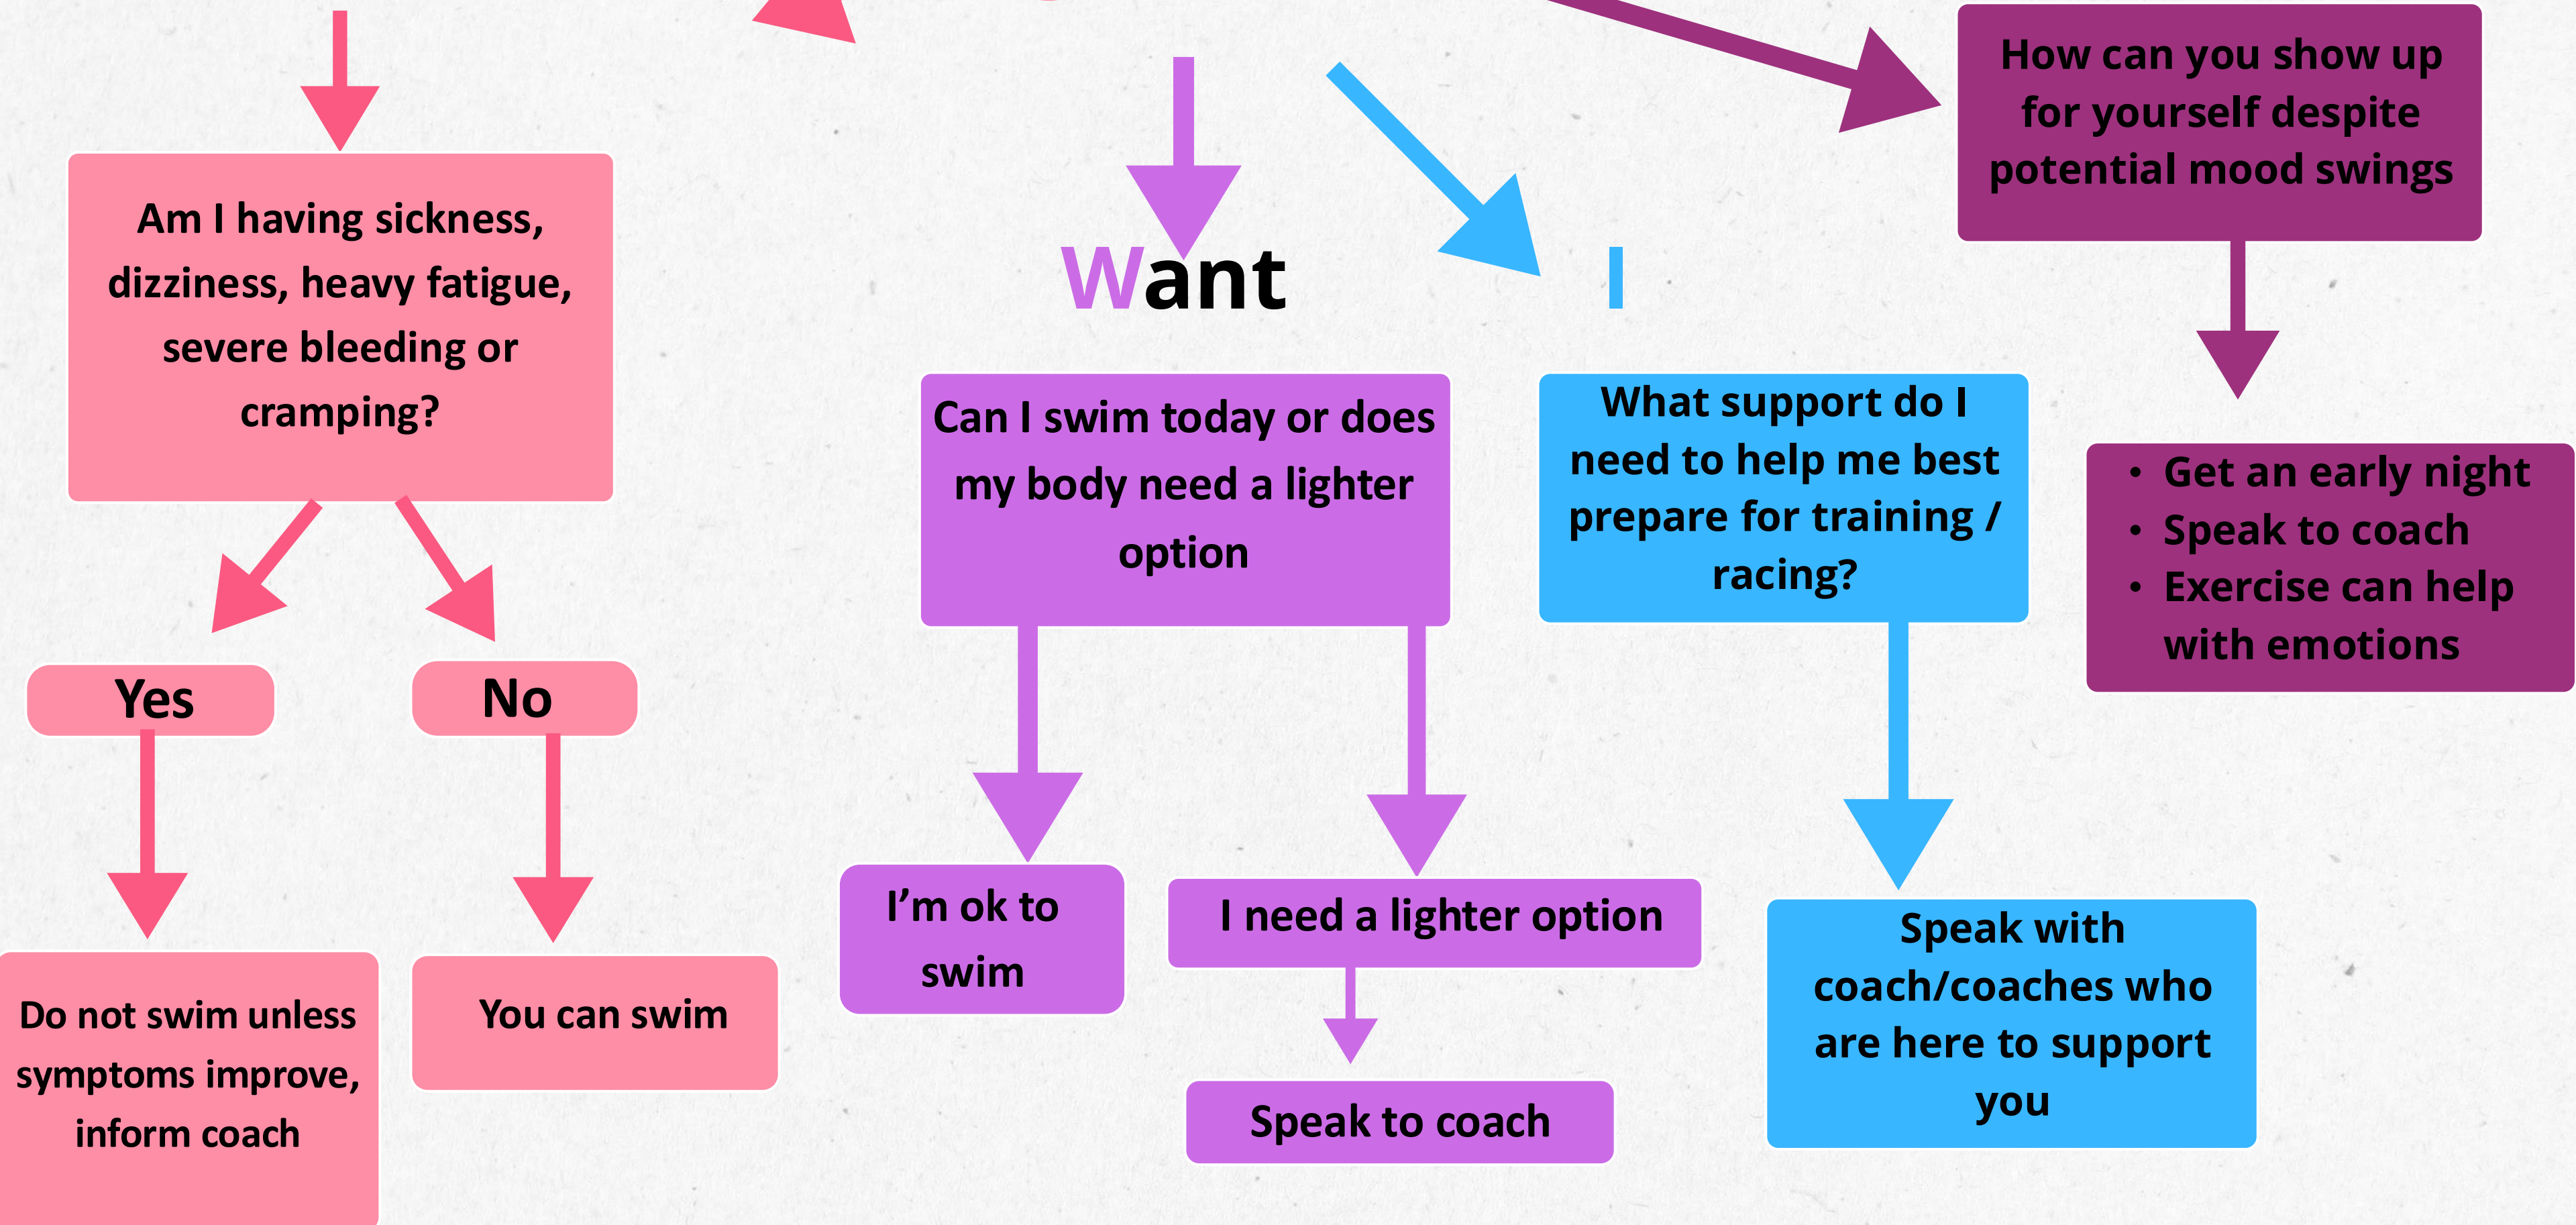 How can you show up
for yourself despite
potential mood swings
Am I having sickness,
dizziness, heavy fatigue,
severe bleeding or
cramping?
Want
I
Can I swim today or does
my body need a lighter
option
What support do I
need to help me best
prepare for training /
racing?
• Get an early night
• Speak to coach
• Exercise can help
with emotions
Yes
No
I’m ok to
swim
I need a lighter option
Speak with
coach/coaches who
are here to support
you
Do not swim unless
symptoms improve,
inform coach
You can swim
Speak to coach